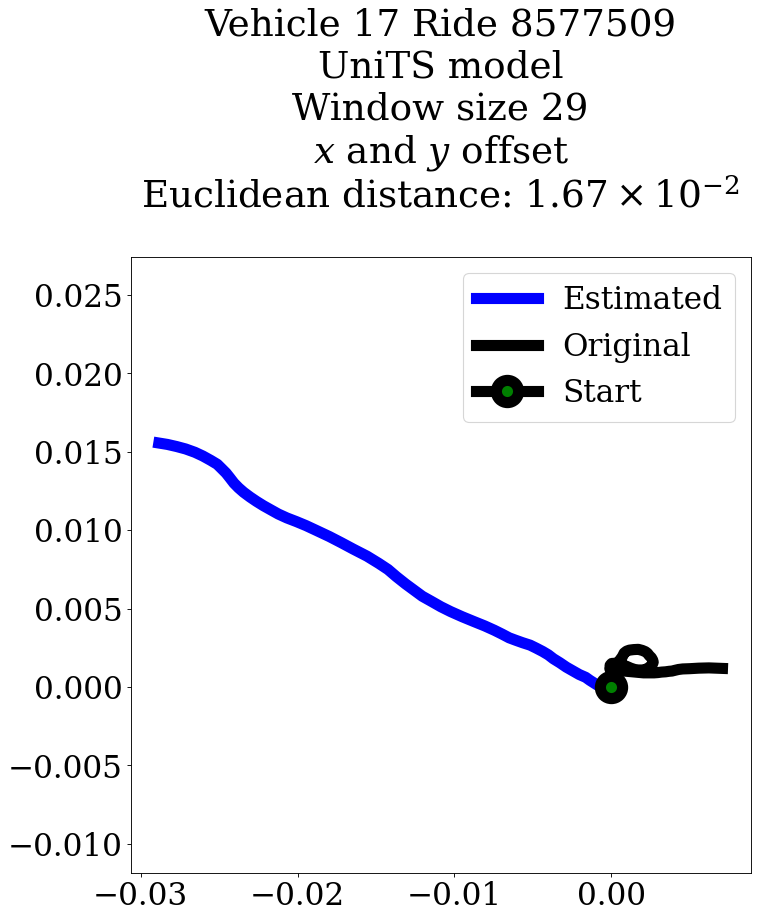 Vehicle 17 Ride 8577509
UniTS model
Window size 29
x and y offset
Euclidean distance: 1.67 × 10⁻²
Estimated
Original
Start
0.025
0.020
0.015
0.010
0.005
0.000
−0.005
−0.010
−0.03 −0.02 −0.01 0.00